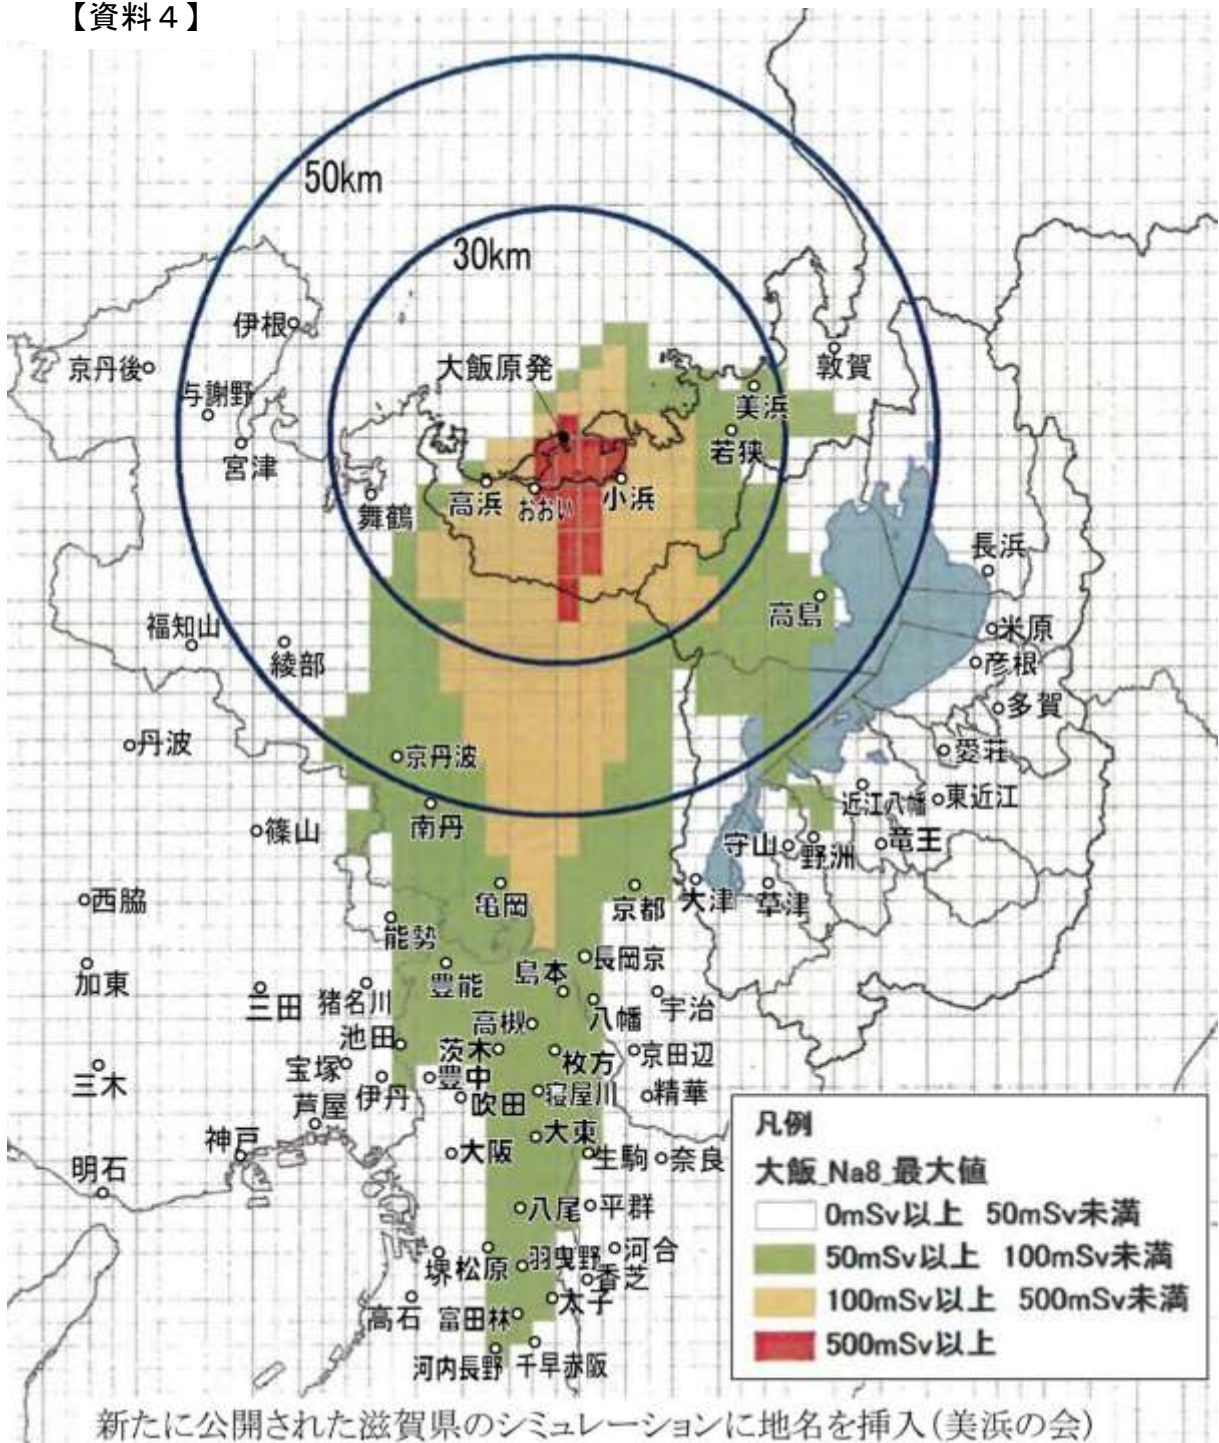 【資料４】
50km
30km
伊根
京丹後
与謝野
宮津
大飯原発
敦賀
美浜
若狭
舞鶴
高浜
おおい
小浜
長浜
高島
米原
彦根
多賀
福知山
綾部
丹波
京丹波
愛荘
近江八幡
東近江
南丹
篠山
守山
野洲
竜王
西脇
亀岡
京都
大津
草津
能勢
加東
豊能
島本
長岡京
三田
猪名川
八幡
宇治
池田
高槻
茨木
枚方
京田辺
三木
宝塚
伊丹
豊中
吹田
寝屋川
精華
芦屋
神戸
大阪
大東
生駒
奈良
明石
八尾
平群
堺
松原
羽曳野
河合
香芝
高石
富田林
太子
河内長野
千早赤阪
凡例
大飯_Na8_最大値
0mSv以上 50mSv未満
50mSv以上 100mSv未満
100mSv以上 500mSv未満
500mSv以上
新たに公開された滋賀県のシミュレーションに地名を挿入(美浜の会)